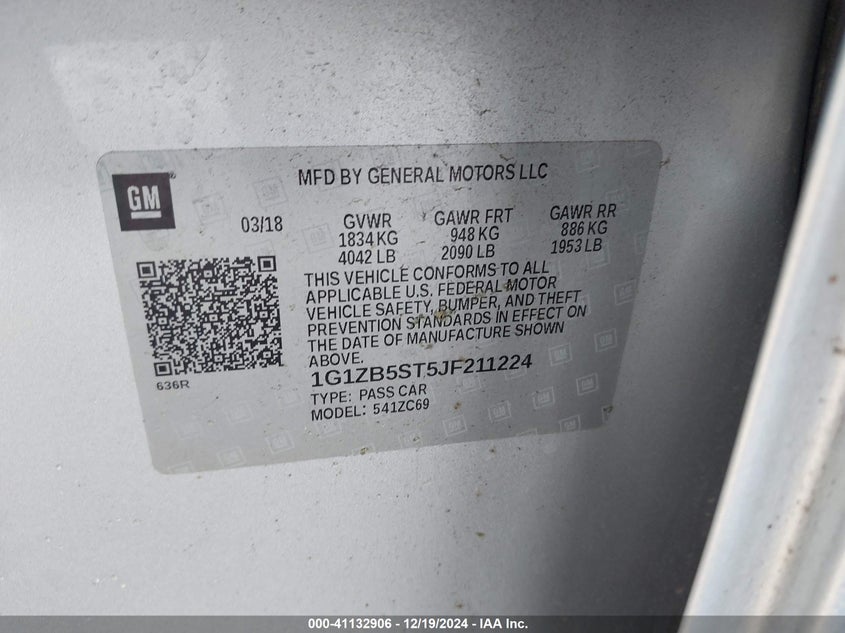 GM
MFD BY GENERAL MOTORS LLC
03/18 GVWR GAWR FRT GAWR RR
1834 KG 948 KG 886 KG
4042 LB 2090 LB 1953 LB
THIS VEHICLE CONFORMS TO ALL
APPLICABLE U.S. FEDERAL MOTOR
VEHICLE SAFETY, BUMPER, AND THEFT
PREVENTION STANDARDS IN EFFECT ON
THE DATE OF MANUFACTURE SHOWN
ABOVE.
636R
1G1ZB5ST5JF211224
TYPE: PASS CAR
MODEL: 541ZC69
000-41132906 - 12/19/2024 - IAA Inc.